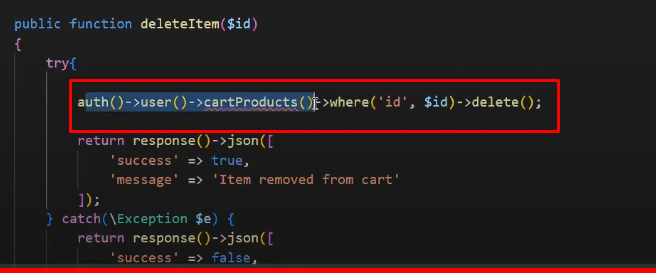 public function deleteItem($id)
{
try{
auth()->user()->cartProducts()->where('id', $id)->delete();
return response()->json([
'success' => true,
'message' => 'Item removed from cart'
]);
} catch(\Exception $e) {
return response()->json([
'success' => false,